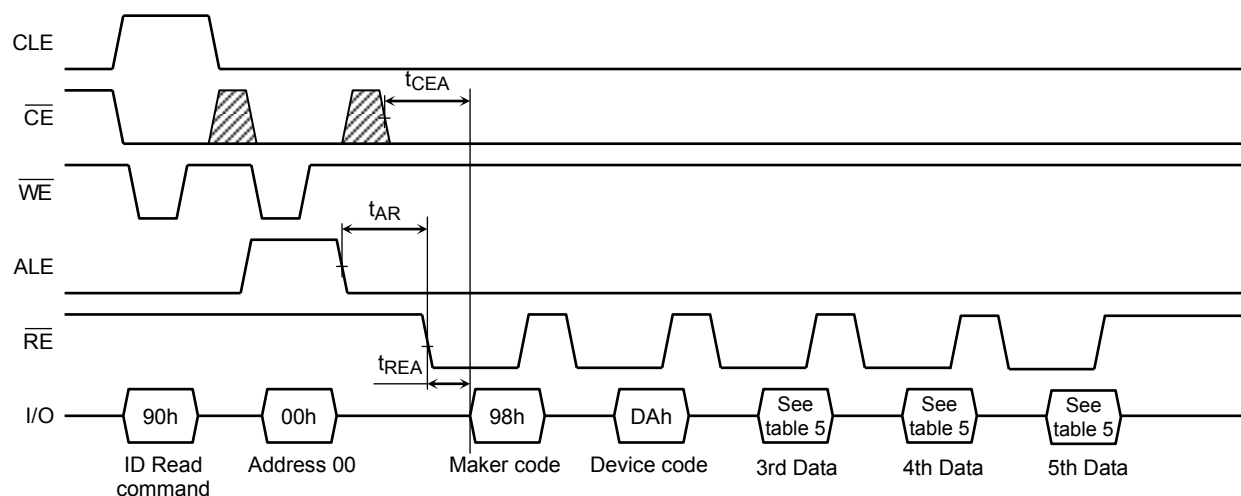 CLE
tCEA
CE
WE
tAR
ALE
RE
tREA
I/O
90h
00h
98h
DAh
See
table 5
See
table 5
See
table 5
ID Read
command
Address 00
Maker code
Device code
3rd Data
4th Data
5th Data